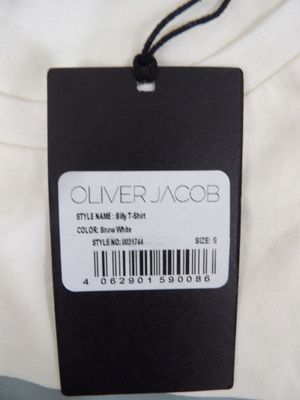 OLIVER JACOB
STYLE NAME : Billy T-Shirt
COLOR: Snow White
STYLE NO: 0031744 SIZE: S
4 062901 590086